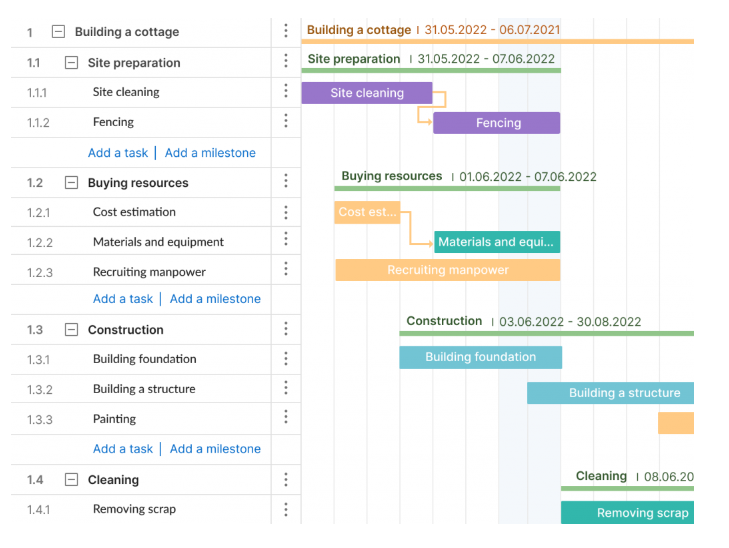 1 Building a cottage Building a cottage | 31.05.2022 - 06.07.2021
1.1 Site preparation Site preparation | 31.05.2022 - 07.06.2022
1.1.1 Site cleaning Site cleaning
1.1.2 Fencing Fencing
Add a task | Add a milestone
1.2 Buying resources Buying resources | 01.06.2022 - 07.06.2022
1.2.1 Cost estimation Cost est...
1.2.2 Materials and equipment Materials and equi...
1.2.3 Recruiting manpower Recruiting manpower
Add a task | Add a milestone
1.3 Construction Construction | 03.06.2022 - 30.08.2022
1.3.1 Building foundation Building foundation
1.3.2 Building a structure Building a structure
1.3.3 Painting
Add a task | Add a milestone
1.4 Cleaning Cleaning | 08.06.20
1.4.1 Removing scrap Removing scrap